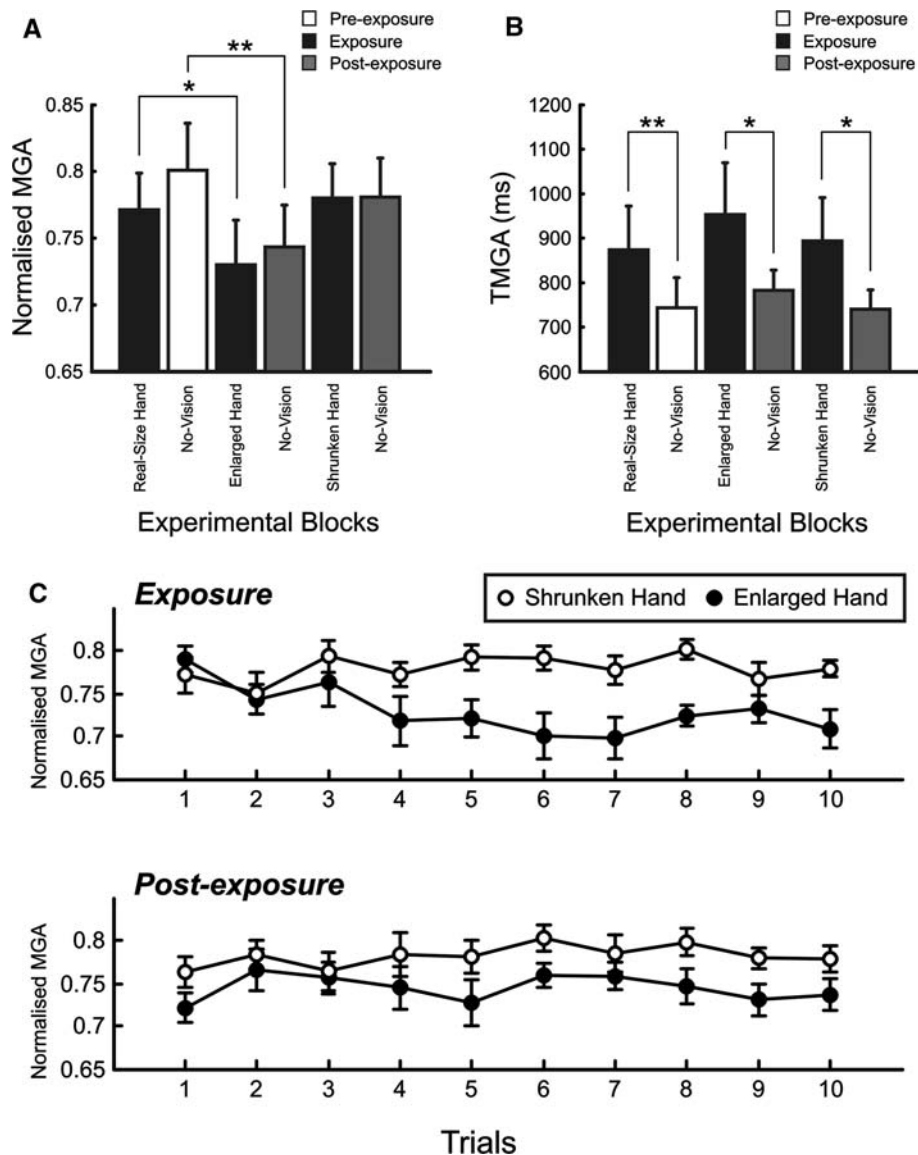 A
Pre-exposure
Exposure
Post-exposure
**
*
Normalised MGA
0.85
0.8
0.75
0.7
0.65
Real-Size Hand
No-Vision
Enlarged Hand
No-Vision
Shrunken Hand
No-Vision
Experimental Blocks
B
Pre-exposure
Exposure
Post-exposure
** * *
TMGA (ms)
1200
1100
1000
900
800
700
600
Real-Size Hand
No-Vision
Enlarged Hand
No-Vision
Shrunken Hand
No-Vision
Experimental Blocks
C
Exposure
Shrunken Hand Enlarged Hand
Normalised MGA
0.8
0.75
0.7
0.65
1 2 3 4 5 6 7 8 9 10
Post-exposure
Normalised MGA
0.8
0.75
0.7
0.65
1 2 3 4 5 6 7 8 9 10
Trials